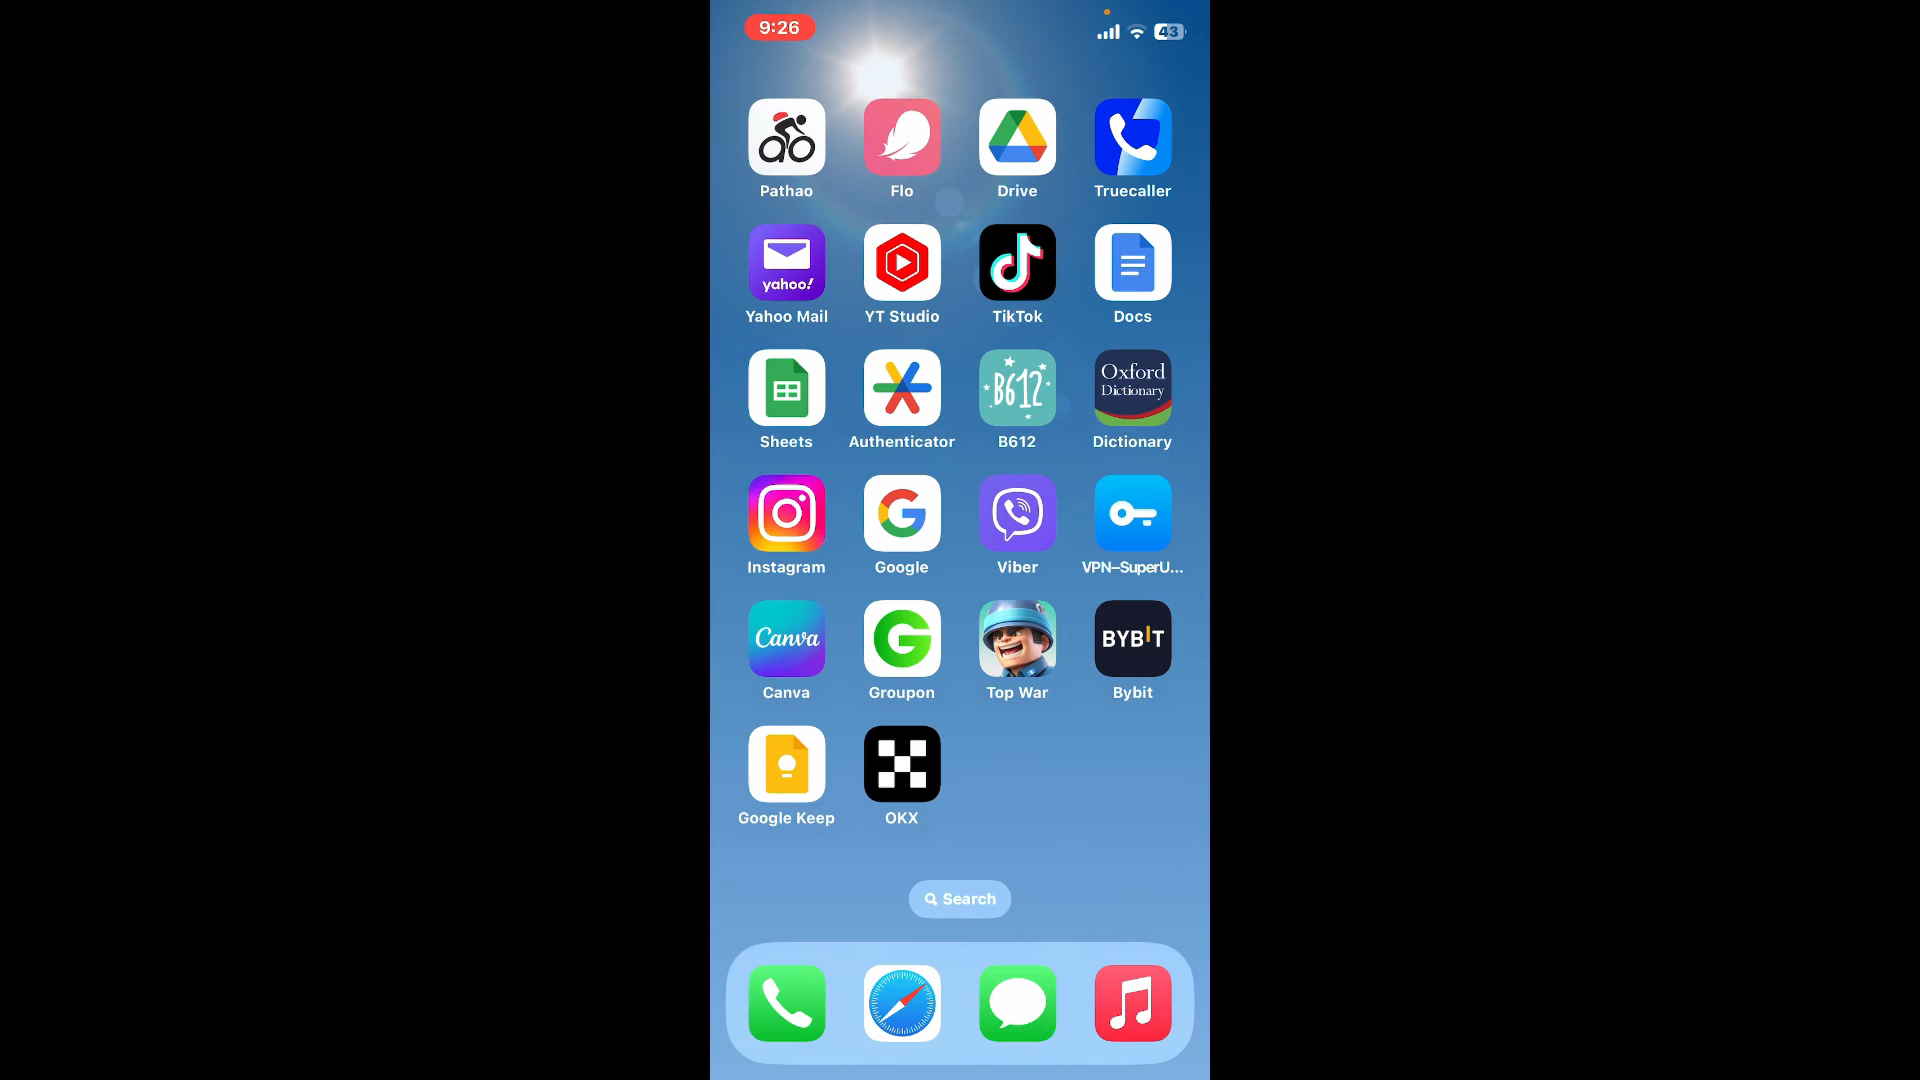 9:26
43
Pathao
Flo
Drive
Truecaller
yahoo!
Yahoo Mail
YT Studio
TikTok
Docs
B612
Oxford
Dictionary
Sheets
Authenticator
B612
Dictionary
Instagram
Google
Viber
VPN–SuperU...
Canva
BYBIT
Canva
Groupon
Top War
Bybit
Google Keep
OKX
Search